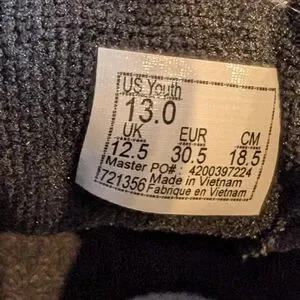 US Youth
13.0
UK EUR CM
12.5 30.5 18.5
Master PO#: 4200397224
Made in Vietnam
721356 Fabrique en Vietnam